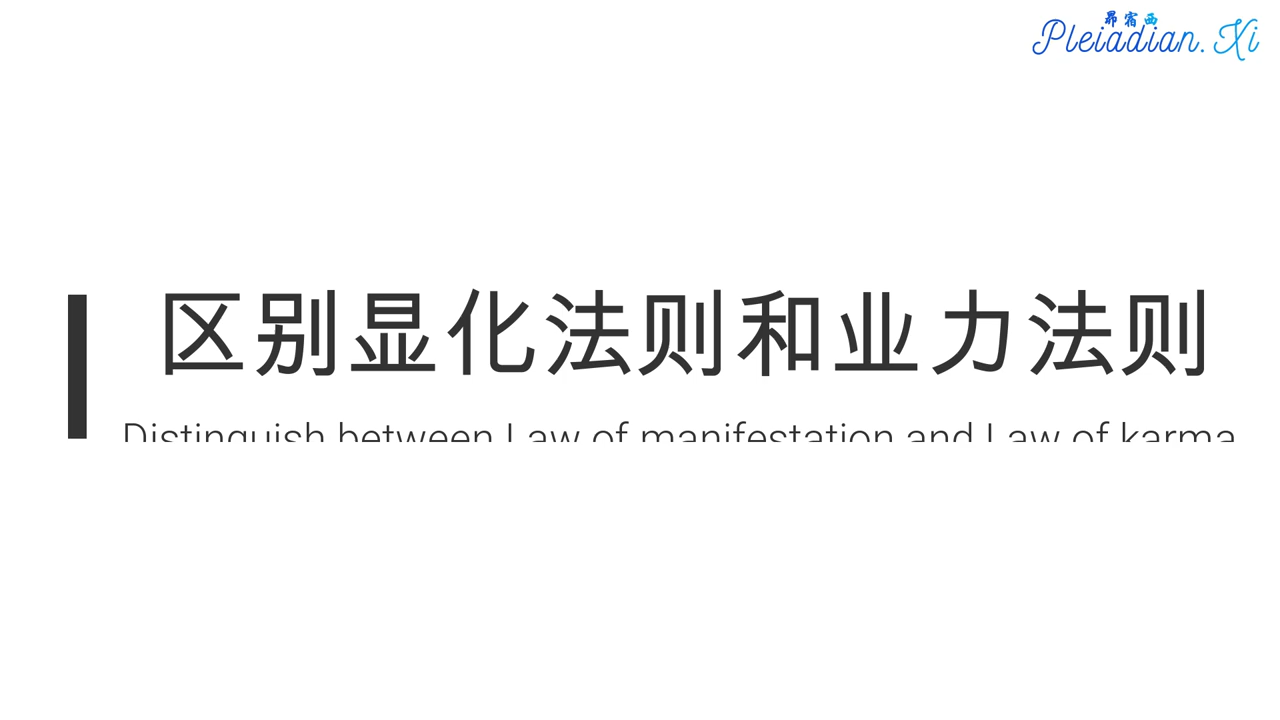 昴宿西
Pleiadian. Xi
区别显化法则和业力法则
Distinguish between Law of manifestation and Law of karma